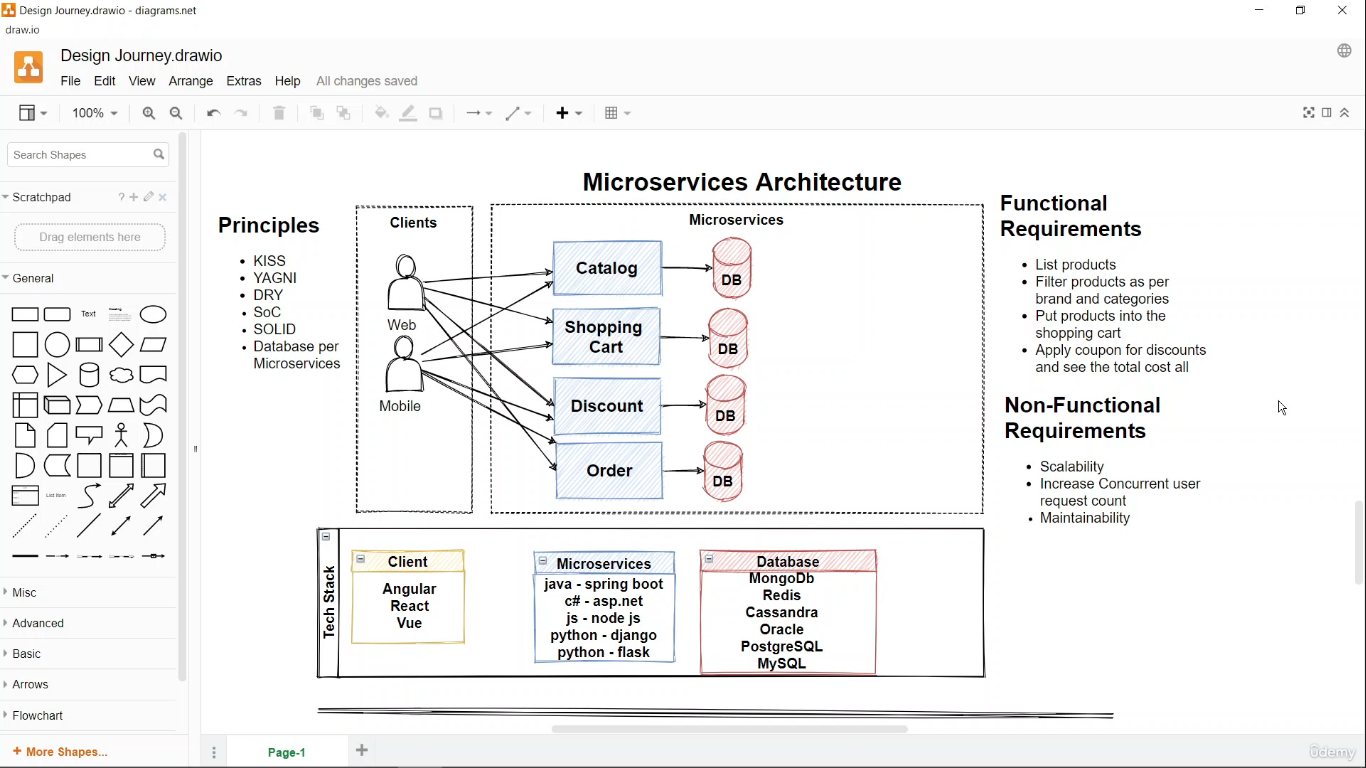 Design Journey.drawio - diagrams.net
draw.io
Design Journey.drawio
File Edit View Arrange Extras Help All changes saved
100%
Search Shapes
Scratchpad
?
Drag elements here
General
Text
Heading
List Item
Misc
Advanced
Basic
Arrows
Flowchart
+ More Shapes...
Microservices Architecture
Principles
• KISS
• YAGNI
• DRY
• SoC
• SOLID
• Database per
Microservices
Clients
Web
Mobile
Microservices
Catalog
DB
Shopping
Cart
DB
Discount
DB
Order
DB
Functional
Requirements
• List products
• Filter products as per
brand and categories
• Put products into the
shopping cart
• Apply coupon for discounts
and see the total cost all
Non-Functional
Requirements
• Scalability
• Increase Concurrent user
request count
• Maintainability
Tech Stack
Client
Angular
React
Vue
Microservices
java - spring boot
c# - asp.net
js - node js
python - django
python - flask
Database
MongoDb
Redis
Cassandra
Oracle
PostgreSQL
MySQL
Page-1
ûdemy